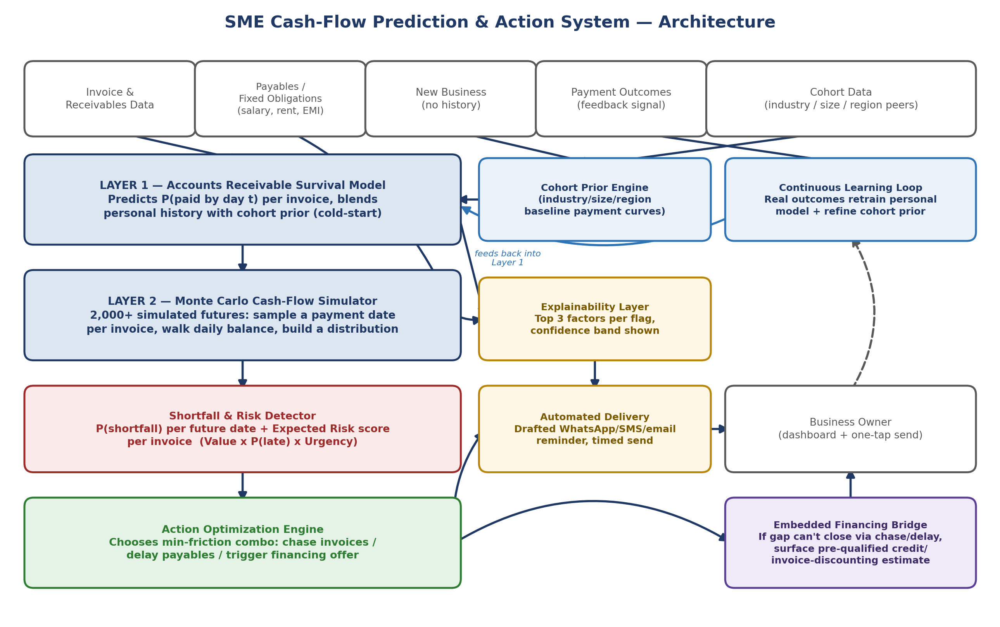 SME Cash-Flow Prediction & Action System — Architecture
Invoice &
Receivables Data
Payables /
Fixed Obligations
(salary, rent, EMI)
New Business
(no history)
Payment Outcomes
(feedback signal)
Cohort Data
(industry / size / region peers)
LAYER 1 — Accounts Receivable Survival Model
Predicts P(paid by day t) per invoice, blends
personal history with cohort prior (cold-start)
Cohort Prior Engine
(industry/size/region
baseline payment curves)
Continuous Learning Loop
Real outcomes retrain personal
model + refine cohort prior
feeds back into
Layer 1
LAYER 2 — Monte Carlo Cash-Flow Simulator
2,000+ simulated futures: sample a payment date
per invoice, walk daily balance, build a distribution
Explainability Layer
Top 3 factors per flag,
confidence band shown
Shortfall & Risk Detector
P(shortfall) per future date + Expected Risk score
per invoice  (Value x P(late) x Urgency)
Automated Delivery
Drafted WhatsApp/SMS/email
reminder, timed send
Business Owner
(dashboard + one-tap send)
Action Optimization Engine
Chooses min-friction combo: chase invoices /
delay payables / trigger financing offer
Embedded Financing Bridge
If gap can't close via chase/delay,
surface pre-qualified credit/
invoice-discounting estimate